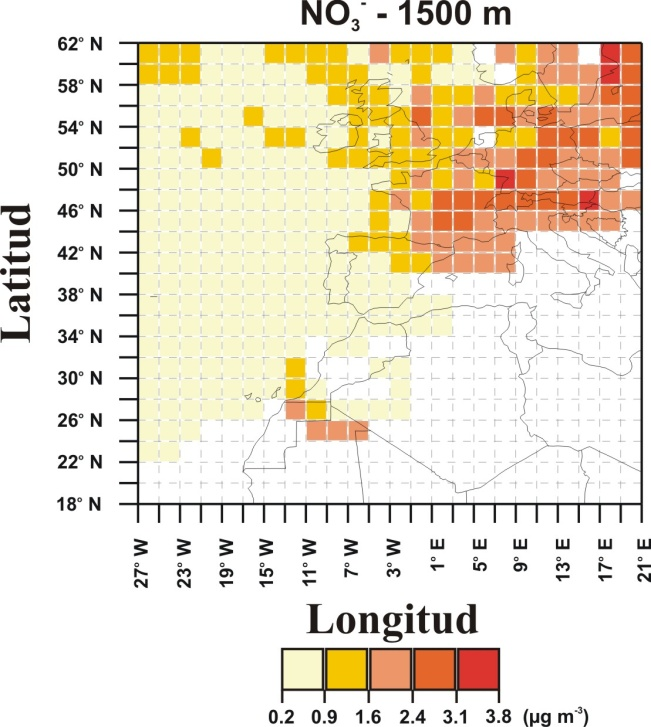 NO₃⁻ - 1500 m
Latitud
62° N
58° N
54° N
50° N
46° N
42° N
38° N
34° N
30° N
26° N
22° N
18° N
27° W 23° W 19° W 15° W 11° W 7° W 3° W 1° E 5° E 9° E 13° E 17° E 21° E
Longitud
0.2 0.9 1.6 2.4 3.1 3.8 (µg m⁻³)